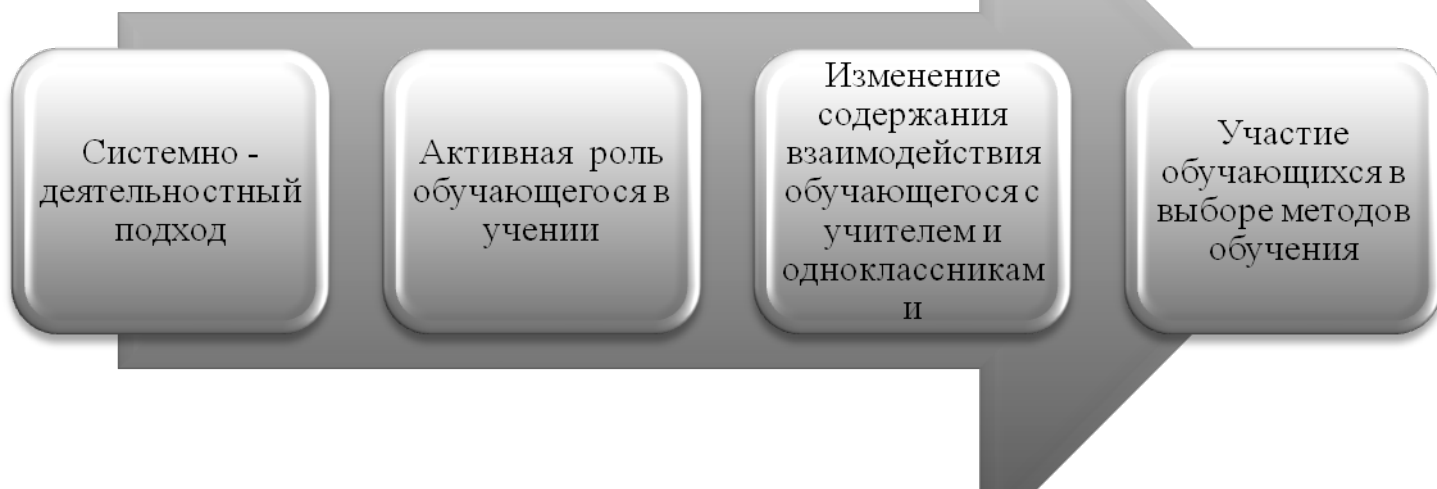 Системно -
деятельностный
подход
Активная роль
обучающегося в
учении
Изменение
содержания
взаимодействия
обучающегося с
учителем и
одноклассникам
и
Участие
обучающихся в
выборе методов
обучения